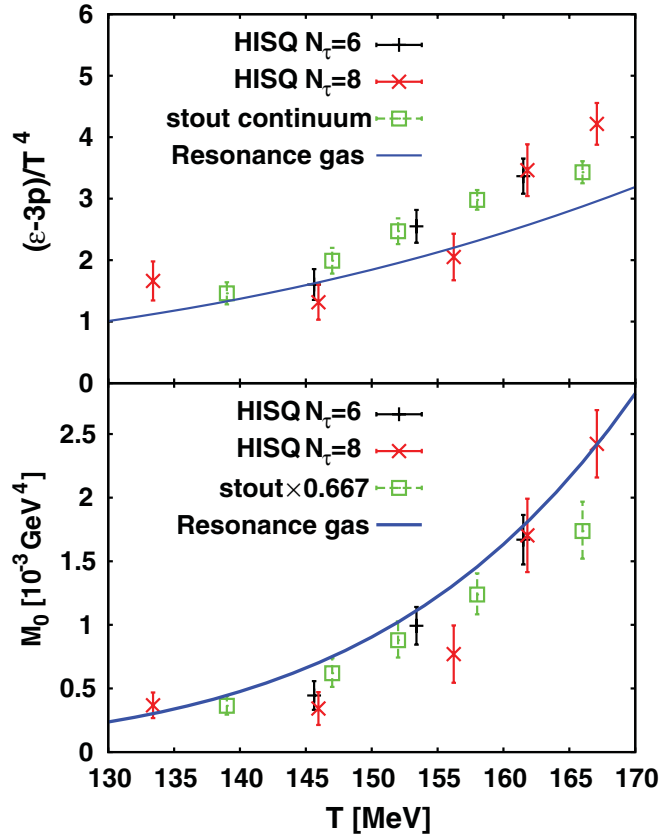 (ε-3p)/T⁴
6
5
4
3
2
1
0
HISQ N_τ=6
HISQ N_τ=8
stout continuum
Resonance gas
M₀ [10⁻³GeV⁴]
2.5
2
1.5
1
0.5
0
HISQ N_τ=6
HISQ N_τ=8
stout×0.667
Resonance gas
130 135 140 145 150 155 160 165 170
T [MeV]